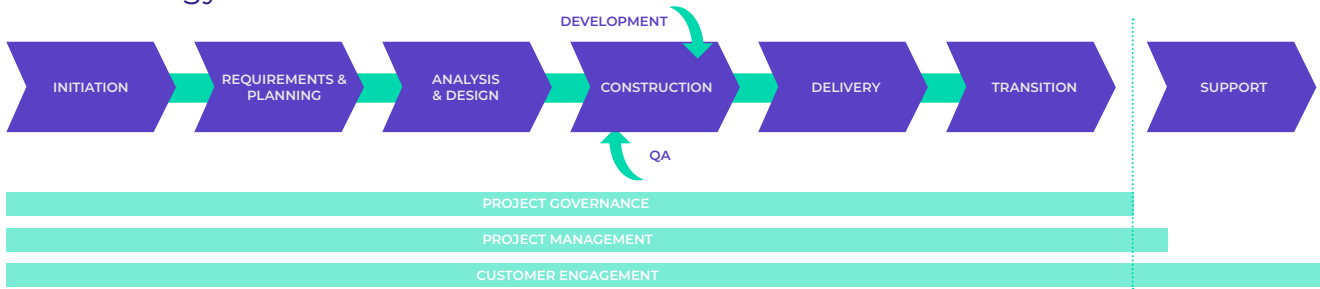 DEVELOPMENT
INITIATION
REQUIREMENTS &
PLANNING
ANALYSIS
& DESIGN
CONSTRUCTION
DELIVERY
TRANSITION
SUPPORT
QA
PROJECT GOVERNANCE
PROJECT MANAGEMENT
CUSTOMER ENGAGEMENT